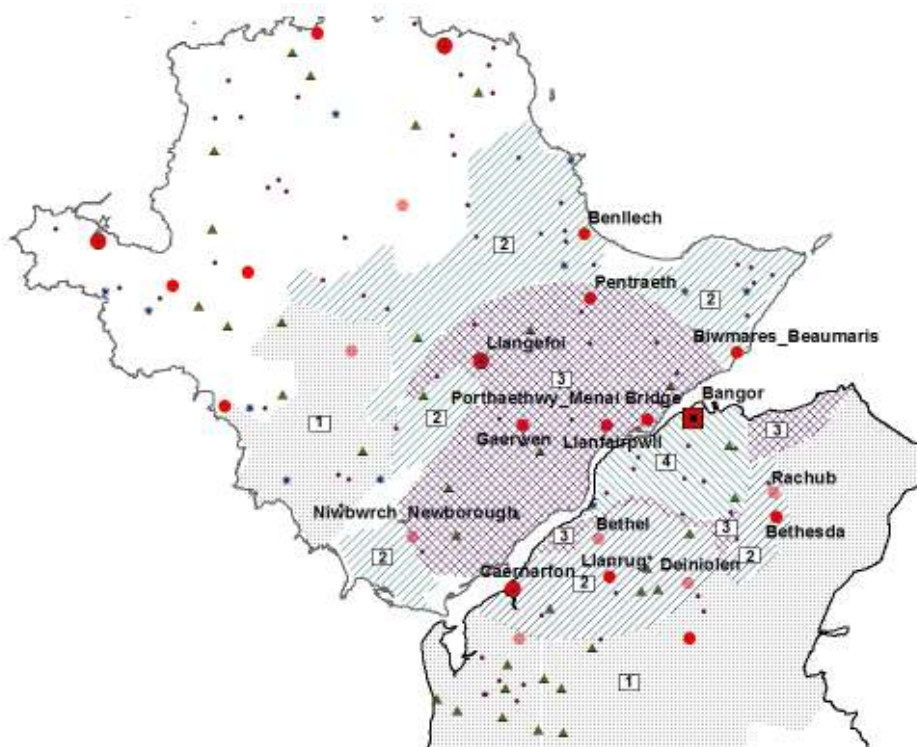 Benllech
2
Pentraeth
2
Biwmares_Beaumaris
Llangefni
3
Porthaethwy_Menai Bridge
Bangor
1
2
Gaerwen
Llanfairpwll
3
4
Rachub
Niwbwrch_Newborough
Bethel
3
Bethesda
3
2
2
Llanrug
Deiniolen
Caernarfon
2
1